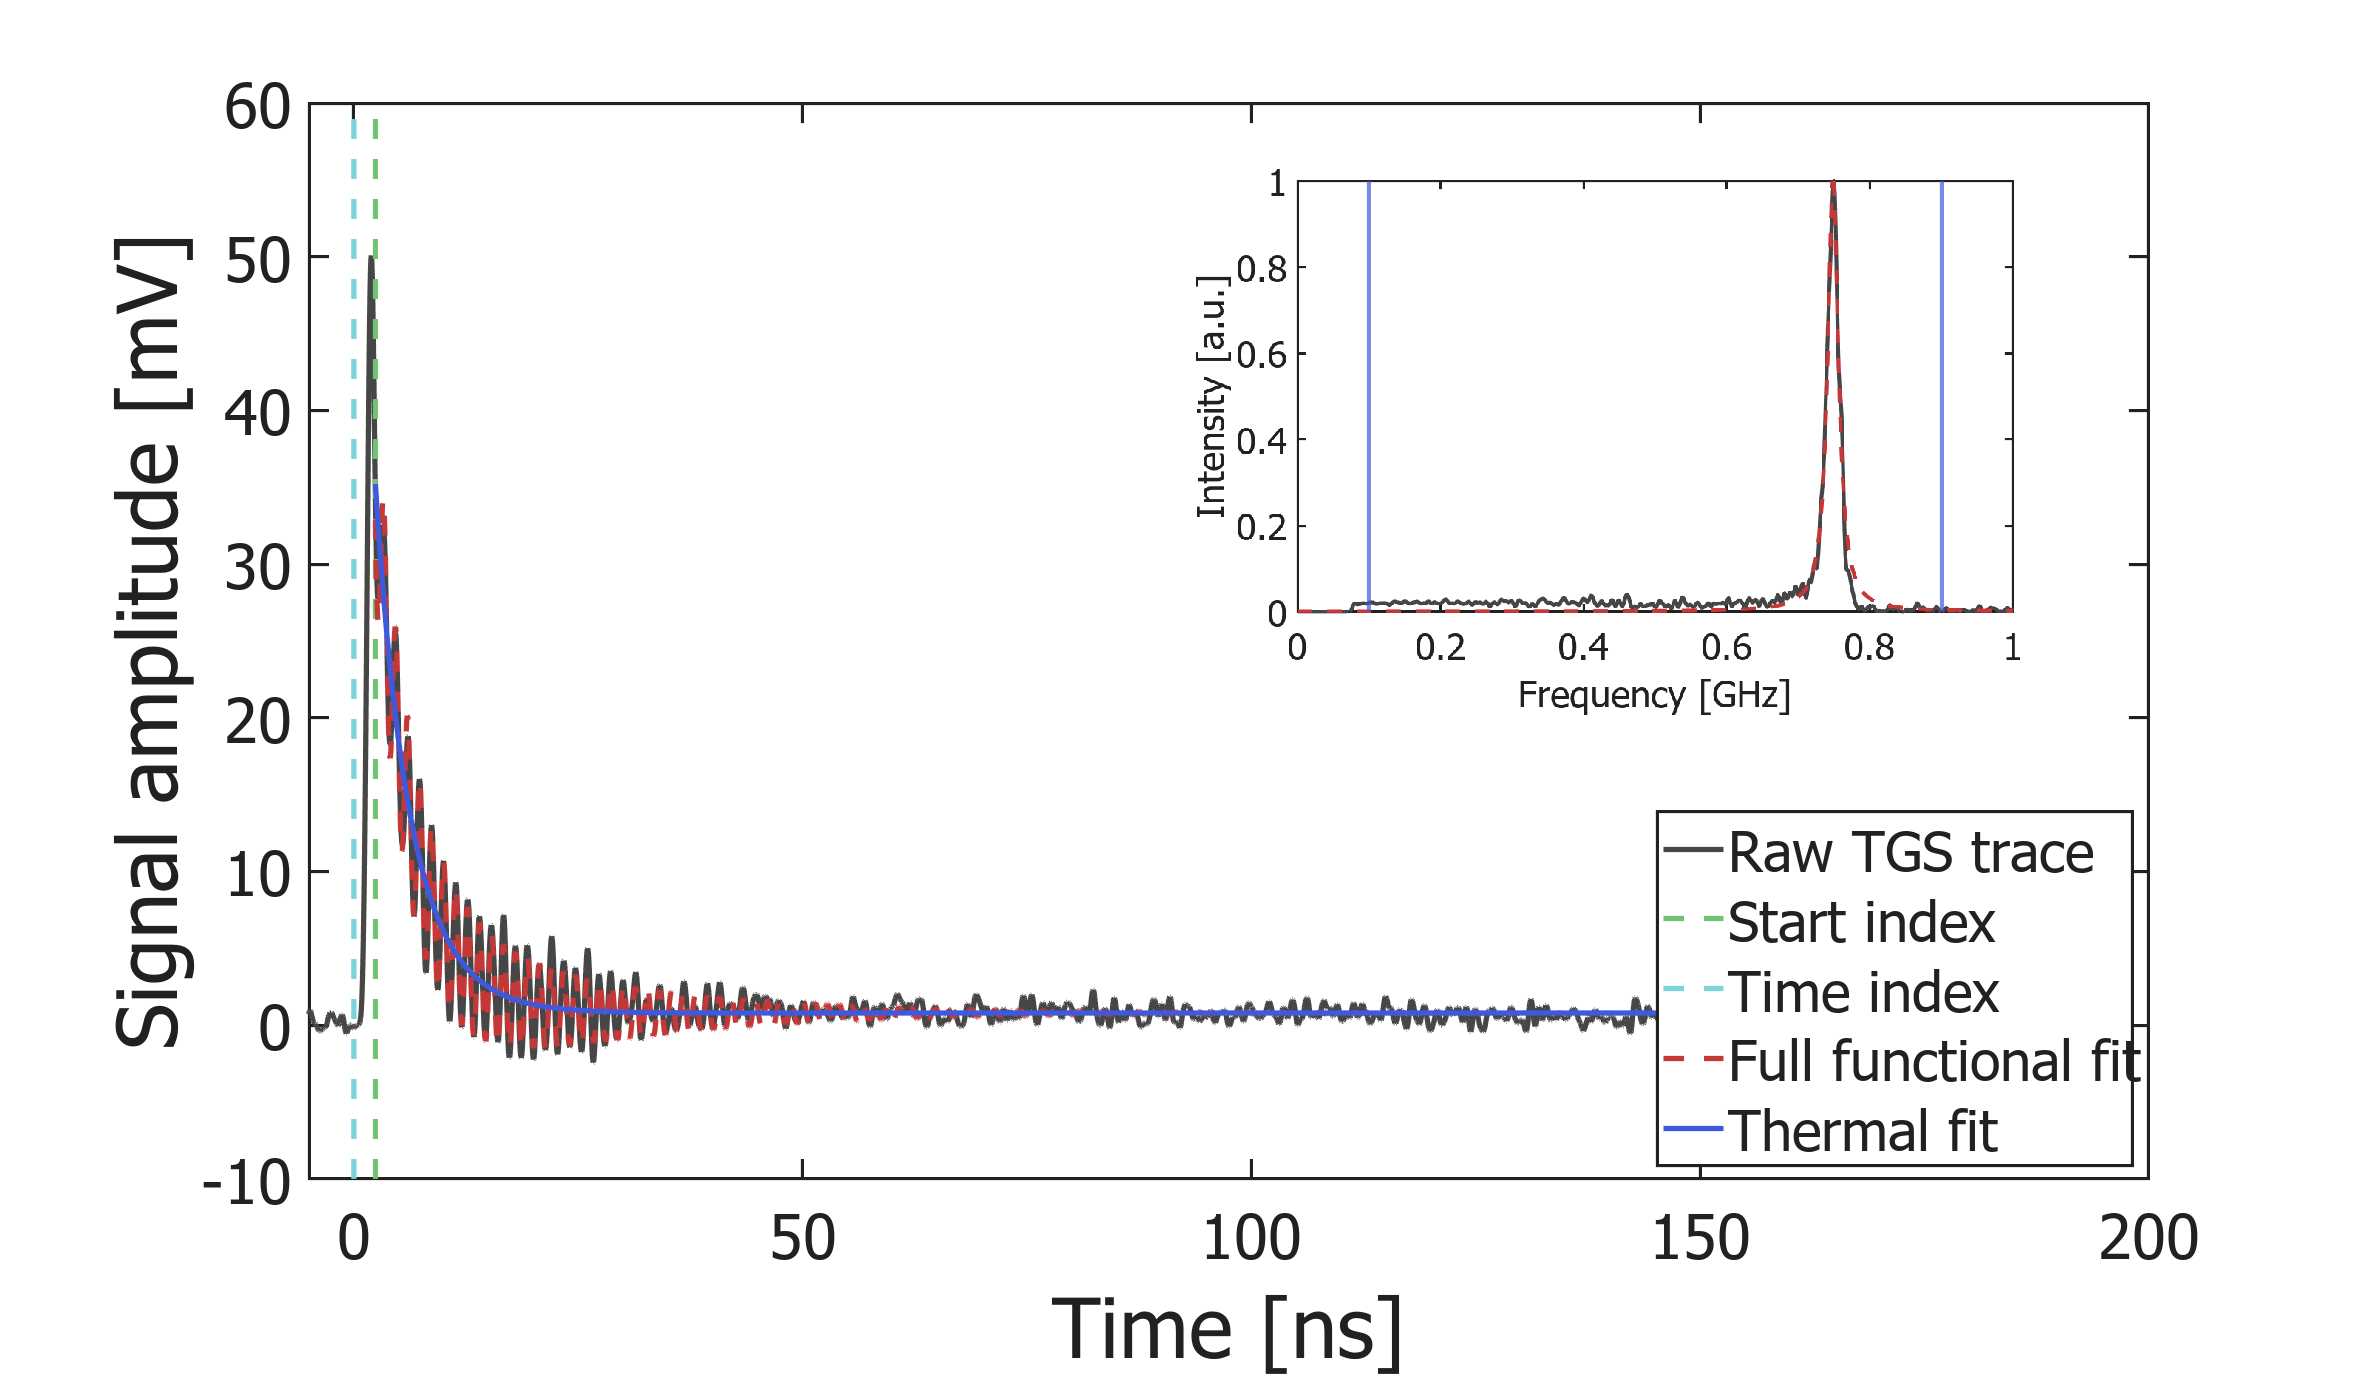 60
50
40
30
20
10
0
-10
Signal amplitude [mV]
0
50
100
150
200
Time [ns]
1
0.8
0.6
0.4
0.2
0
Intensity [a.u.]
0
0.2
0.4
0.6
0.8
1
Frequency [GHz]
Raw TGS trace
Start index
Time index
Full functional fit
Thermal fit